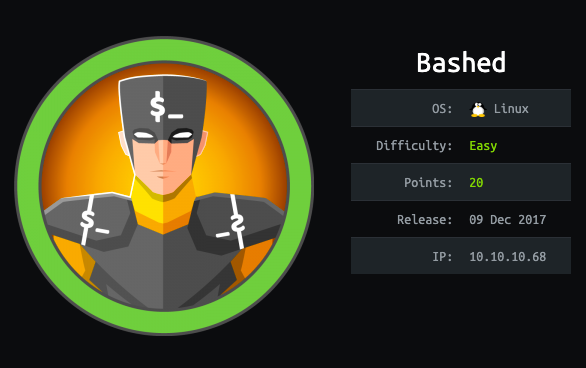 Bashed
OS: Linux
Difficulty: Easy
Points: 20
Release: 09 Dec 2017
IP: 10.10.10.68
$_
$_
$_